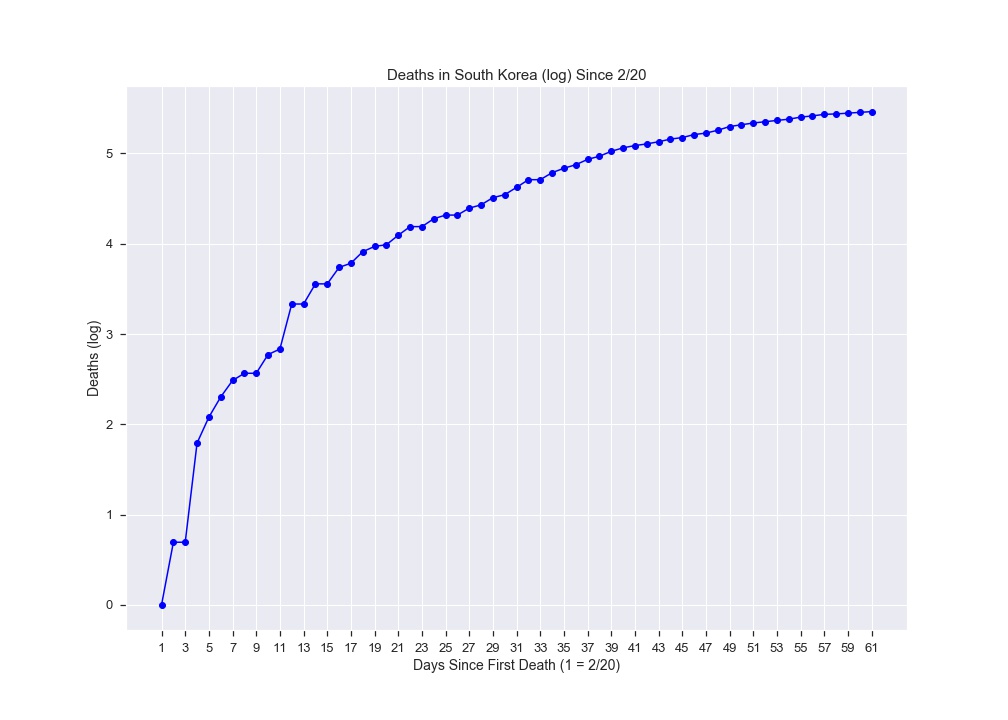 Deaths in South Korea (log) Since 2/20
Deaths (log)
5
4
3
2
1
0
1 3 5 7 9 11 13 15 17 19 21 23 25 27 29 31 33 35 37 39 41 43 45 47 49 51 53 55 57 59 61
Days Since First Death (1 = 2/20)